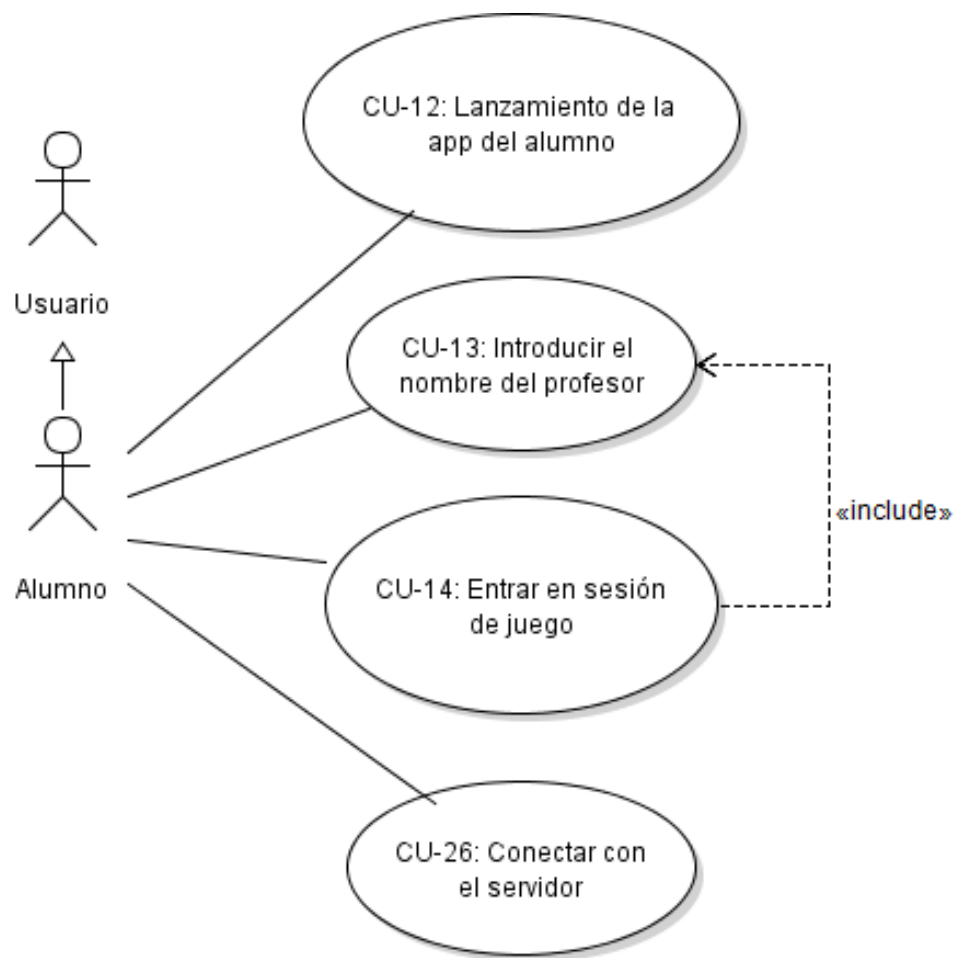 CU-12: Lanzamiento de la
app del alumno
Usuario
CU-13: Introducir el
nombre del profesor
«include»
Alumno
CU-14: Entrar en sesión
de juego
CU-26: Conectar con
el servidor